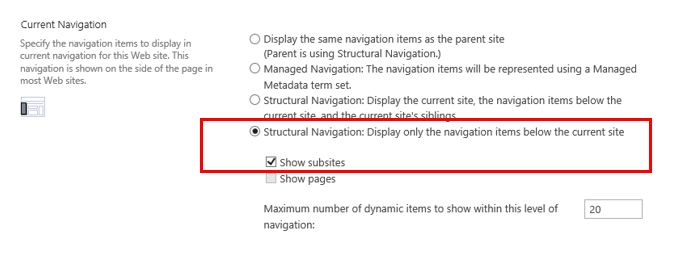 Current Navigation
Specify the navigation items to display in
current navigation for this Web site. This
navigation is shown on the side of the page in
most Web sites.
Display the same navigation items as the parent site
(Parent is using Structural Navigation.)
Managed Navigation: The navigation items will be represented using a Managed
Metadata term set.
Structural Navigation: Display the current site, the navigation items below the
current site, and the current site's siblings
Structural Navigation: Display only the navigation items below the current site
Show subsites
Show pages
Maximum number of dynamic items to show within this level of
navigation:
20